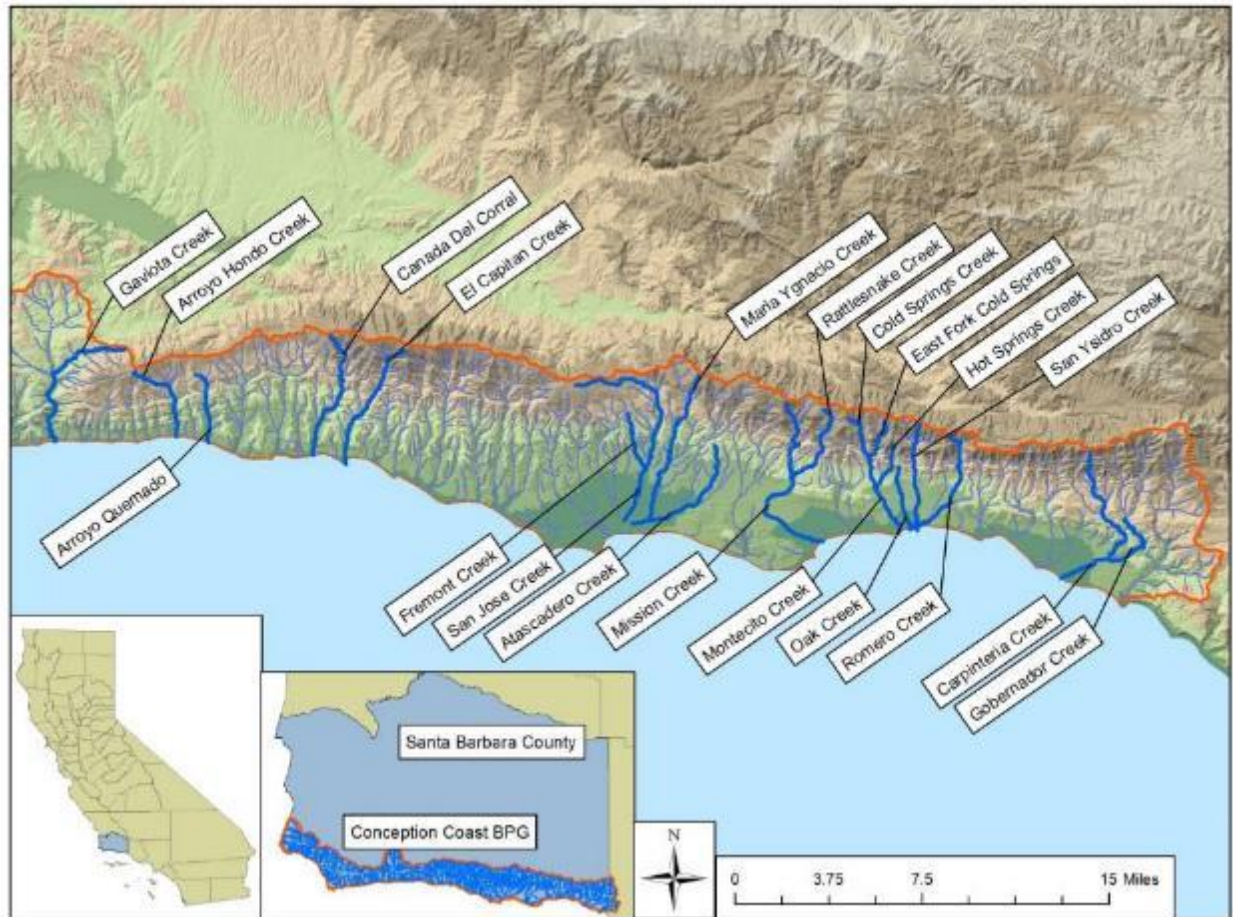 Gaviota Creek
Arroyo Hondo Creek
Canada Del Corral
El Capitan Creek
Maria Ygnacio Creek
Rattlesnake Creek
Cold Springs Creek
East Fork Cold Springs
Hot Springs Creek
San Ysidro Creek
Arroyo Quemado
Fremont Creek
San Jose Creek
Atascadero Creek
Mission Creek
Montecito Creek
Oak Creek
Romero Creek
Carpinteria Creek
Gobernador Creek
Santa Barbara County
Conception Coast BPG
N
0 3.75 7.5 15 Miles